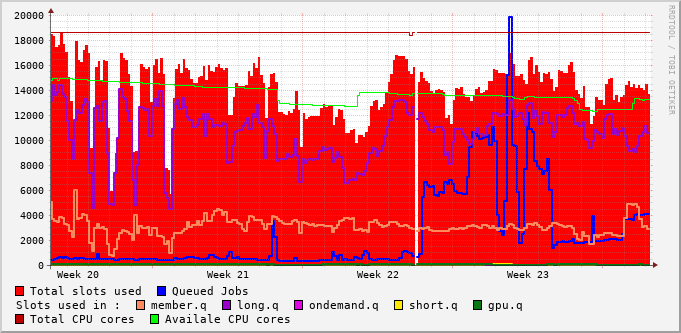 20000
18000
16000
14000
12000
10000
8000
6000
4000
2000
0
Week 20 Week 21 Week 22 Week 23
RRDTOOL / TOBI OETIKER
Total slots used Queued Jobs
Slots used in : member.q long.q ondemand.q short.q gpu.q
Total CPU cores Availale CPU cores